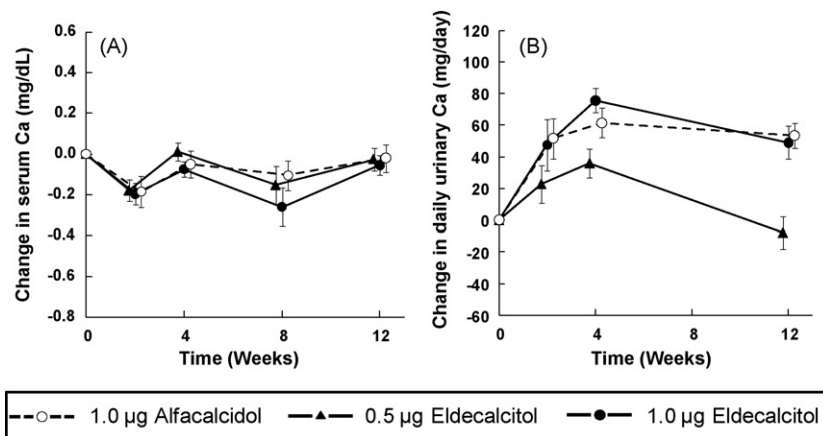 (A)
Change in serum Ca (mg/dL)
0.6
0.4
0.2
0.0
-0.2
-0.4
-0.6
-0.8
0 4 8 12
Time (Weeks)
(B)
Change in daily urinary Ca (mg/day)
120
100
80
60
40
20
0
-20
-40
-60
0 4 8 12
Time (Weeks)
1.0 µg Alfacalcidol 0.5 µg Eldecalcitol 1.0 µg Eldecalcitol